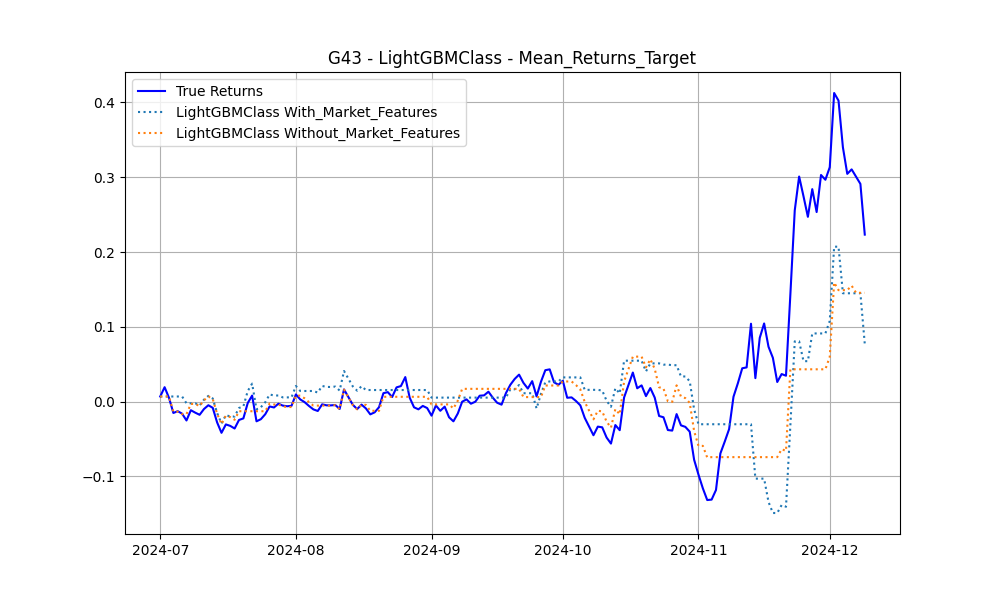 G43 - LightGBMClass - Mean_Returns_Target
True Returns
LightGBMClass With_Market_Features
LightGBMClass Without_Market_Features
0.4
0.3
0.2
0.1
0.0
−0.1
2024-07 2024-08 2024-09 2024-10 2024-11 2024-12